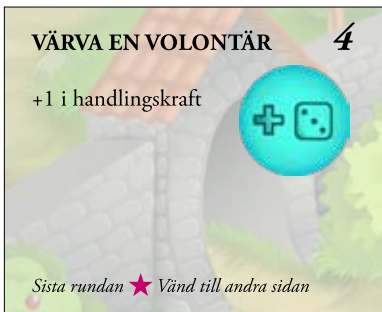 VÄRVA EN VOLONTÄR 4
+1 i handlingskraft
Sista rundan ★ Vänd till andra sidan